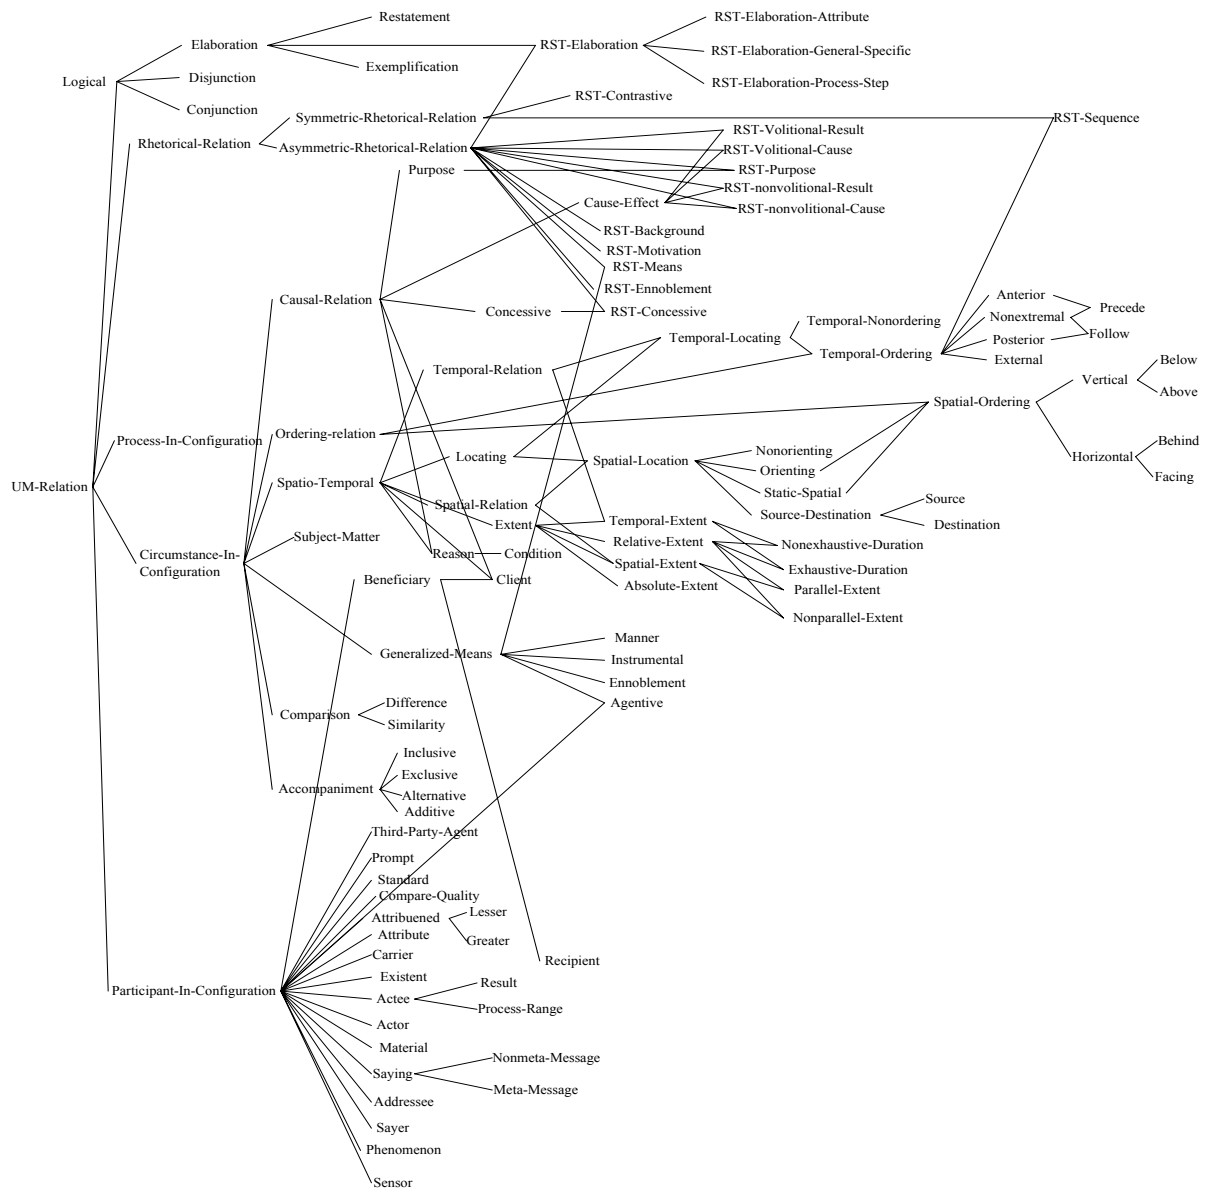 Restatement
RST-Elaboration-Attribute
Elaboration
RST-Elaboration
RST-Elaboration-General-Specific
Exemplification
Logical
Disjunction
RST-Elaboration-Process-Step
RST-Contrastive
Conjunction
Symmetric-Rhetorical-Relation
RST-Sequence
RST-Volitional-Result
Rhetorical-Relation
Asymmetric-Rhetorical-Relation
RST-Volitional-Cause
Purpose
RST-Purpose
RST-nonvolitional-Result
Cause-Effect
RST-nonvolitional-Cause
RST-Background
RST-Motivation
RST-Means
RST-Ennoblement
Causal-Relation
Anterior
Precede
Concessive
RST-Concessive
Nonextremal
Temporal-Nonordering
Follow
Temporal-Locating
Posterior
Temporal-Ordering
External
Below
Temporal-Relation
Vertical
Above
Spatial-Ordering
Ordering-relation
Process-In-Configuration
Behind
Nonorienting
Locating
Spatial-Location
Horizontal
Orienting
Facing
UM-Relation
Spatio-Temporal
Static-Spatial
Source
Spatial-Relation
Source-Destination
Extent
Temporal-Extent
Destination
Subject-Matter
Relative-Extent
Nonexhaustive-Duration
Circumstance-In-
Configuration
Reason
Condition
Spatial-Extent
Exhaustive-Duration
Beneficiary
Client
Absolute-Extent
Parallel-Extent
Nonparallel-Extent
Manner
Generalized-Means
Instrumental
Ennoblement
Difference
Agentive
Comparison
Similarity
Inclusive
Exclusive
Accompaniment
Alternative
Additive
Third-Party-Agent
Prompt
Standard
Compare-Quality
Lesser
Attribuened
Attribute
Greater
Carrier
Recipient
Existent
Result
Participant-In-Configuration
Actee
Process-Range
Actor
Material
Nonmeta-Message
Saying
Meta-Message
Addressee
Sayer
Phenomenon
Sensor